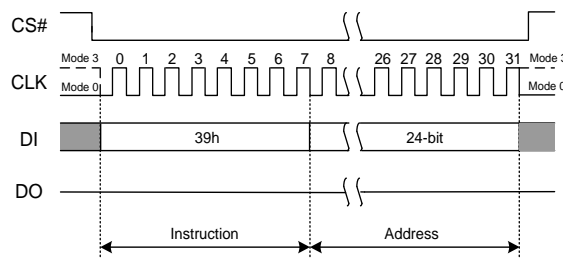 CS#
Mode 3 0 1 2 3 4 5 6 7 8 26 27 28 29 30 31 Mode 3
CLK Mode 0 Mode 0
DI 39h 24-bit
DO
Instruction Address